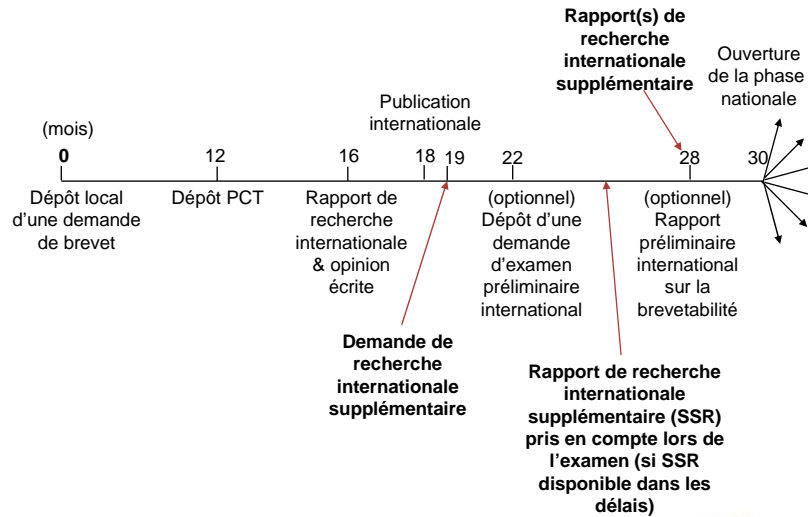 Rapport(s) de
recherche
internationale
supplémentaire
Ouverture
de la phase
nationale
Publication
internationale
(mois)
0
12
16
18
19
22
28
30
Dépôt local
d’une demande
de brevet
Dépôt PCT
Rapport de
recherche
internationale
& opinion
écrite
(optionnel)
Dépôt d’une
demande
d’examen
préliminaire
international
(optionnel)
Rapport
préliminaire
international
sur la
brevetabilité
Demande de
recherche
internationale
supplémentaire
Rapport de recherche
internationale
supplémentaire (SSR)
pris en compte lors de
l’examen (si SSR
disponible dans les
délais)